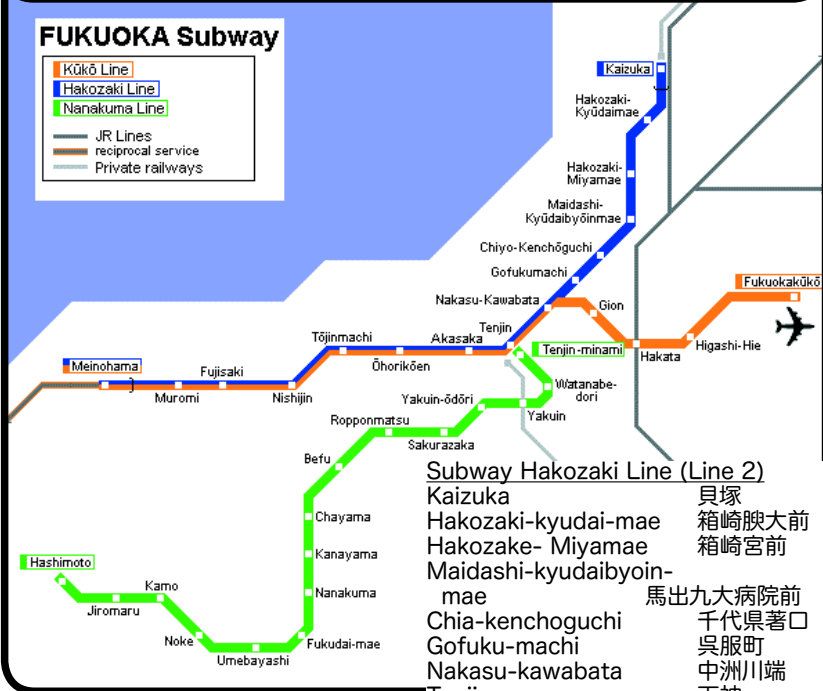 FUKUOKA Subway
Kūkō Line
Hakozaki Line
Nanakuma Line
JR Lines
reciprocal service
Private railways
Kaizuka
Hakozaki-
Kyūdaimae
Hakozaki-
Miyamae
Maidashi-
Kyūdaibyōinmae
Chiyo-Kenchōguchi
Gofukumachi
Nakasu-Kawabata
Fukuokakūkō
Gion
Tenjin
Tōjinmachi
Akasaka
Ōhorikōen
Tenjin-minami
Hakata
Higashi-Hie
Meinohama
Fujisaki
Muromi
Nishijin
Watanabe-
dori
Yakuin-ōdōri
Yakuin
Ropponmatsu
Sakurazaka
Befu
Chayama
Kanayama
Nanakuma
Hashimoto
Kamo
Jiromaru
Noke
Umebayashi
Fukudai-mae
Subway Hakozaki Line (Line 2)
Kaizuka 貝塚
Hakozaki-kyudai-mae 箱崎腴大前
Hakozake- Miyamae 箱崎宮前
Maidashi-kyudaibyoin-
mae 馬出九大病院前
Chia-kenchoguchi 千代県著口
Gofuku-machi 呉服町
Nakasu-kawabata 中洲川端